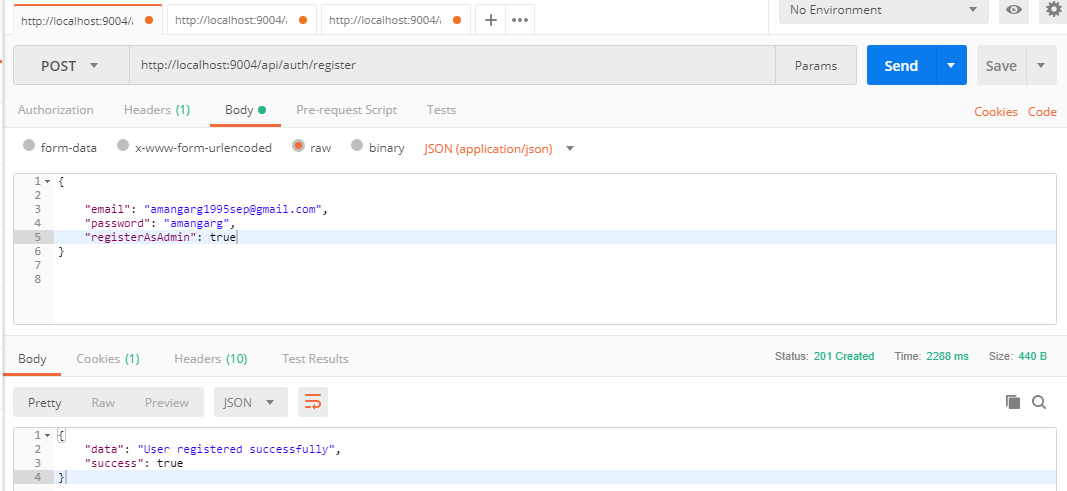 http://localhost:9004/a http://localhost:9004/a http://localhost:9004/a + ••• No Environment
POST http://localhost:9004/api/auth/register Params Send Save
Authorization Headers (1) Body Pre-request Script Tests Cookies Code
form-data x-www-form-urlencoded raw binary JSON (application/json)
1 {
2
3 "email": "amangarg1995sep@gmail.com",
4 "password": "amangarg",
5 "registerAsAdmin": true
6 }
7
8
Body Cookies (1) Headers (10) Test Results Status: 201 Created Time: 2288 ms Size: 440 B
Pretty Raw Preview JSON
1 {
2 "data": "User registered successfully",
3 "success": true
4 }